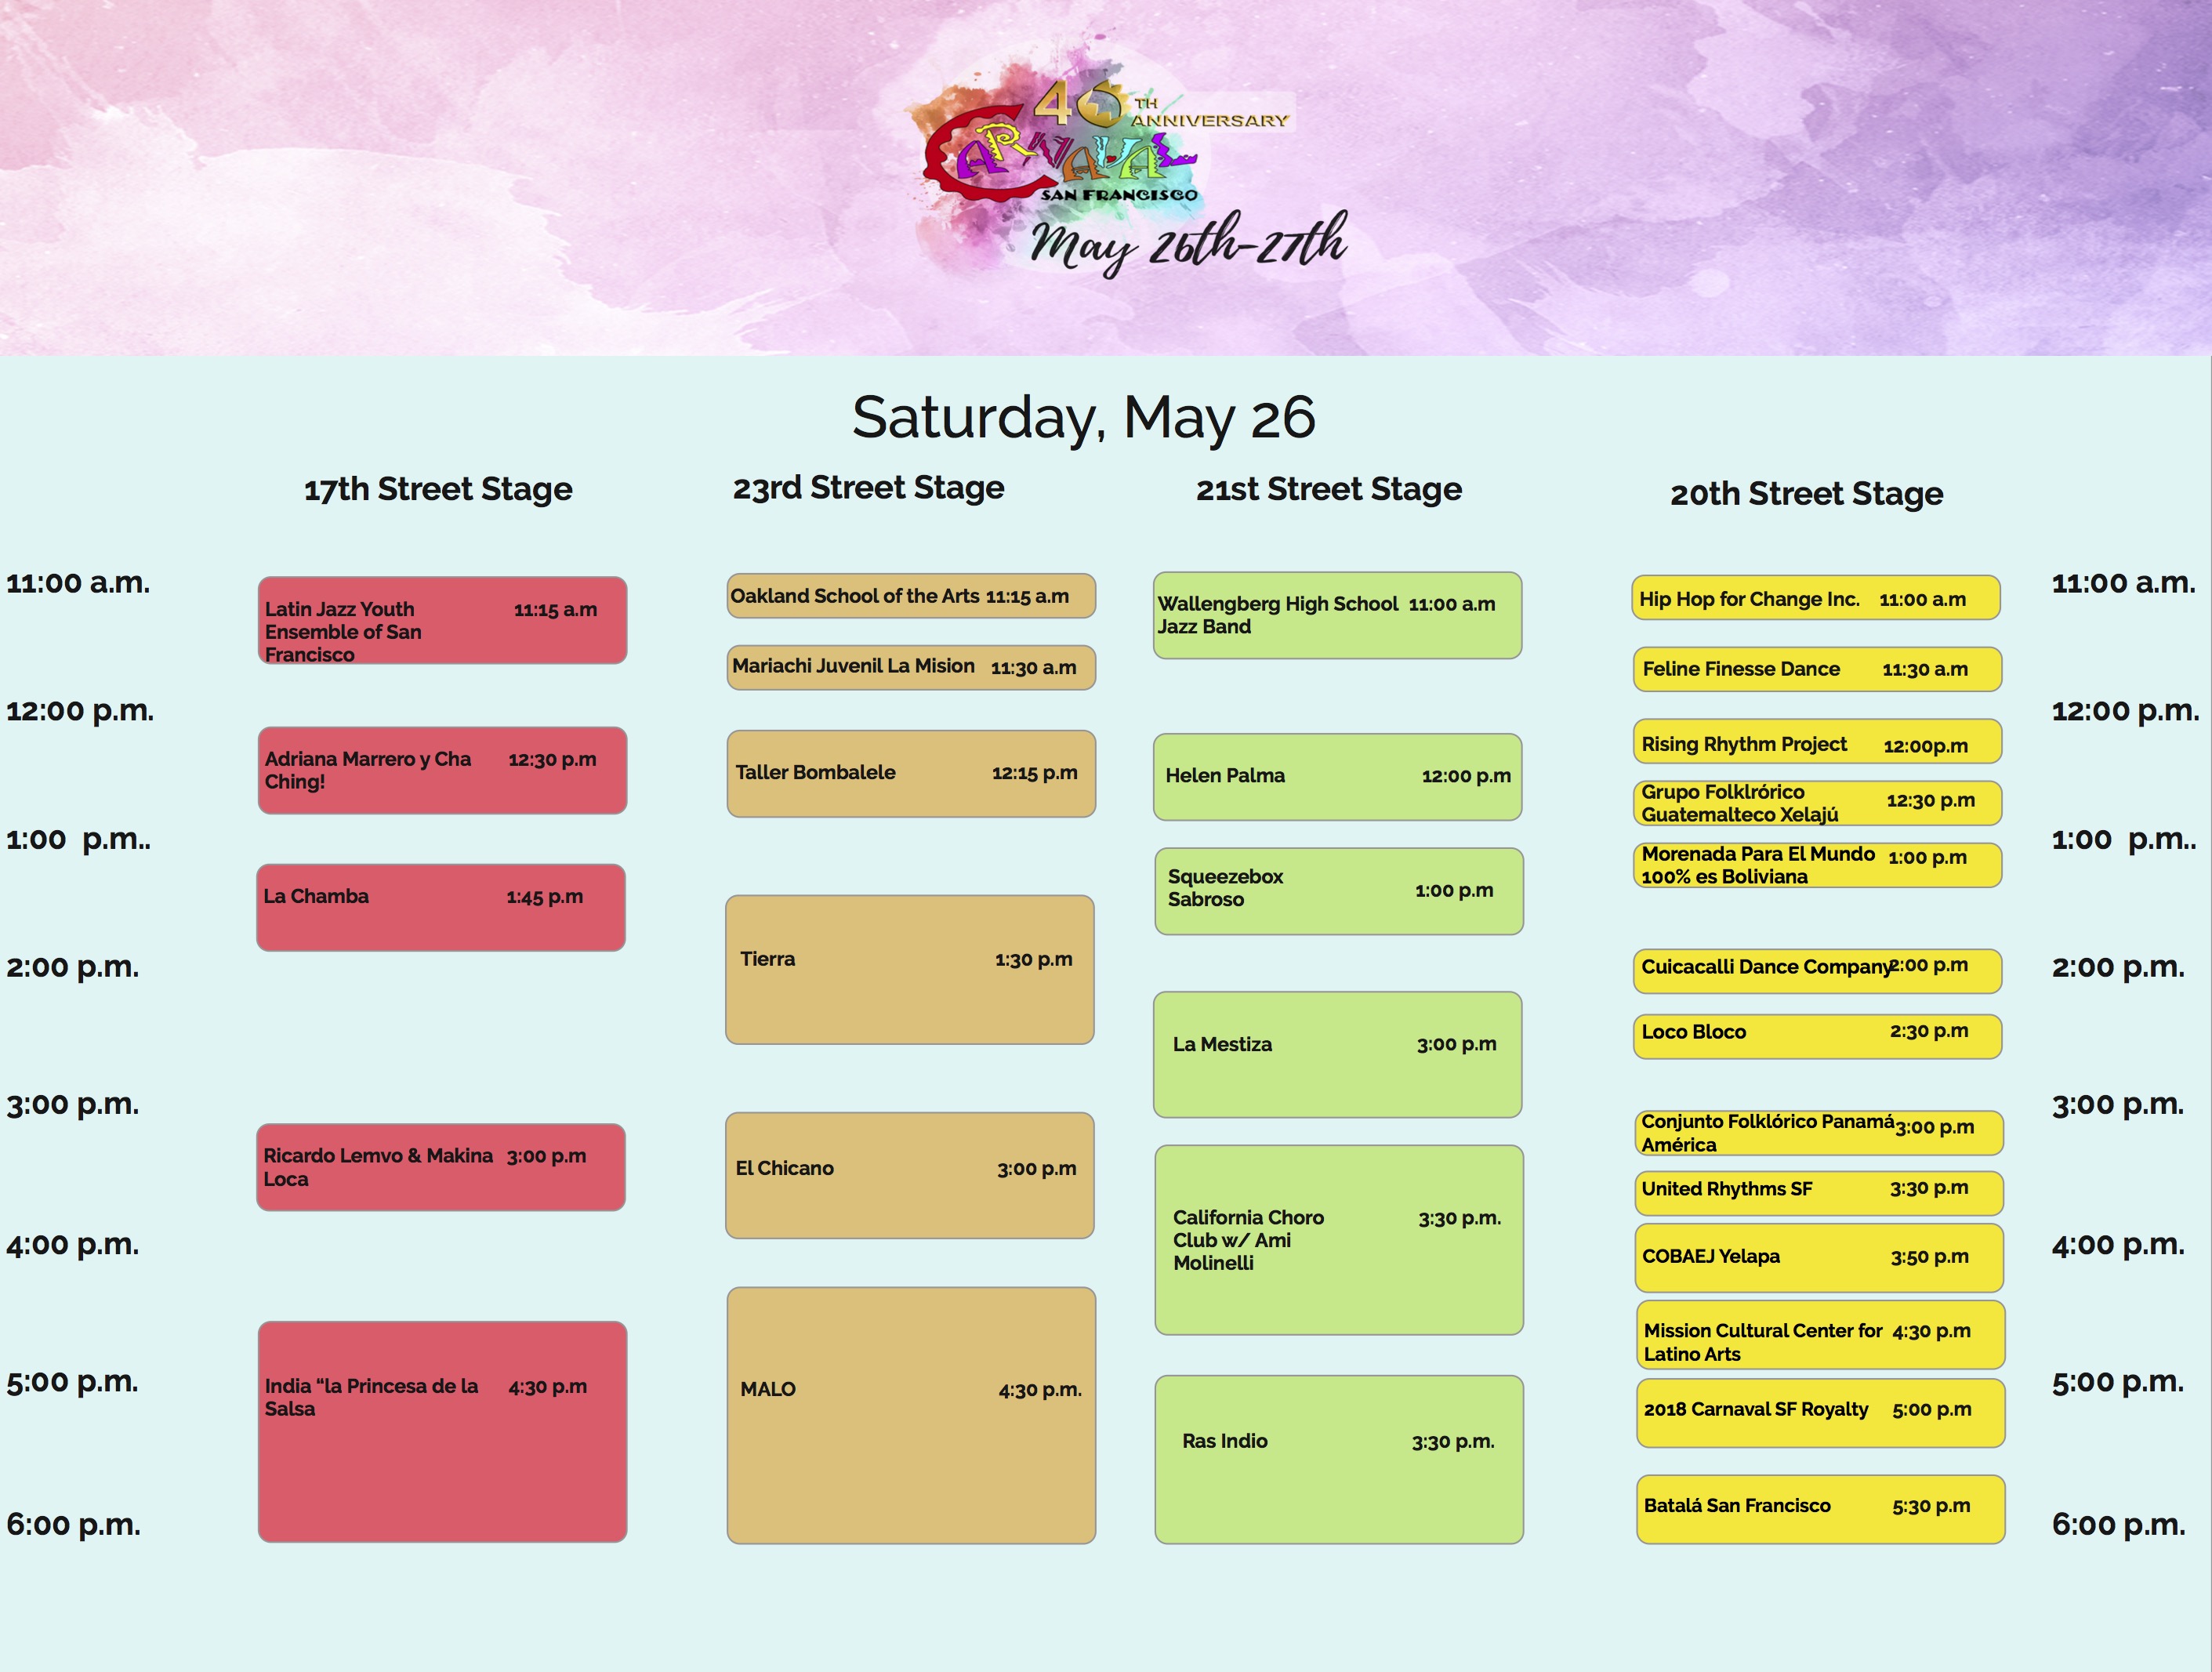 40TH
ANNIVERSARY
CARNAVAL
SAN FRANCISCO
May 26th-27th
Saturday, May 26
17th Street Stage
23rd Street Stage
21st Street Stage
20th Street Stage
11:00 a.m.
12:00 p.m.
1:00  p.m..
2:00 p.m.
3:00 p.m.
4:00 p.m.
5:00 p.m.
6:00 p.m.
Latin Jazz Youth 11:15 a.m
Ensemble of San
Francisco
Adriana Marrero y Cha 12:30 p.m
Ching!
La Chamba 1:45 p.m
Ricardo Lemvo & Makina 3:00 p.m
Loca
India “la Princesa de la 4:30 p.m
Salsa
Oakland School of the Arts 11:15 a.m
Mariachi Juvenil La Mision 11:30 a.m
Taller Bombalele 12:15 p.m
Tierra 1:30 p.m
El Chicano 3:00 p.m
MALO 4:30 p.m.
Wallengberg High School 11:00 a.m
Jazz Band
Helen Palma 12:00 p.m
Squeezebox
Sabroso 1:00 p.m
La Mestiza 3:00 p.m
California Choro 3:30 p.m.
Club w/ Ami
Molinelli
Ras Indio 3:30 p.m.
Hip Hop for Change Inc. 11:00 a.m
Feline Finesse Dance 11:30 a.m
Rising Rhythm Project 12:00p.m
Grupo Folklrórico 12:30 p.m
Guatemalteco Xelajú
Morenada Para El Mundo 1:00 p.m
100% es Boliviana
Cuicacalli Dance Company 2:00 p.m
Loco Bloco 2:30 p.m
Conjunto Folklórico Panamá 3:00 p.m
América
United Rhythms SF 3:30 p.m
COBAEJ Yelapa 3:50 p.m
Mission Cultural Center for 4:30 p.m
Latino Arts
2018 Carnaval SF Royalty 5:00 p.m
Batalá San Francisco 5:30 p.m
11:00 a.m.
12:00 p.m.
1:00  p.m..
2:00 p.m.
3:00 p.m.
4:00 p.m.
5:00 p.m.
6:00 p.m.